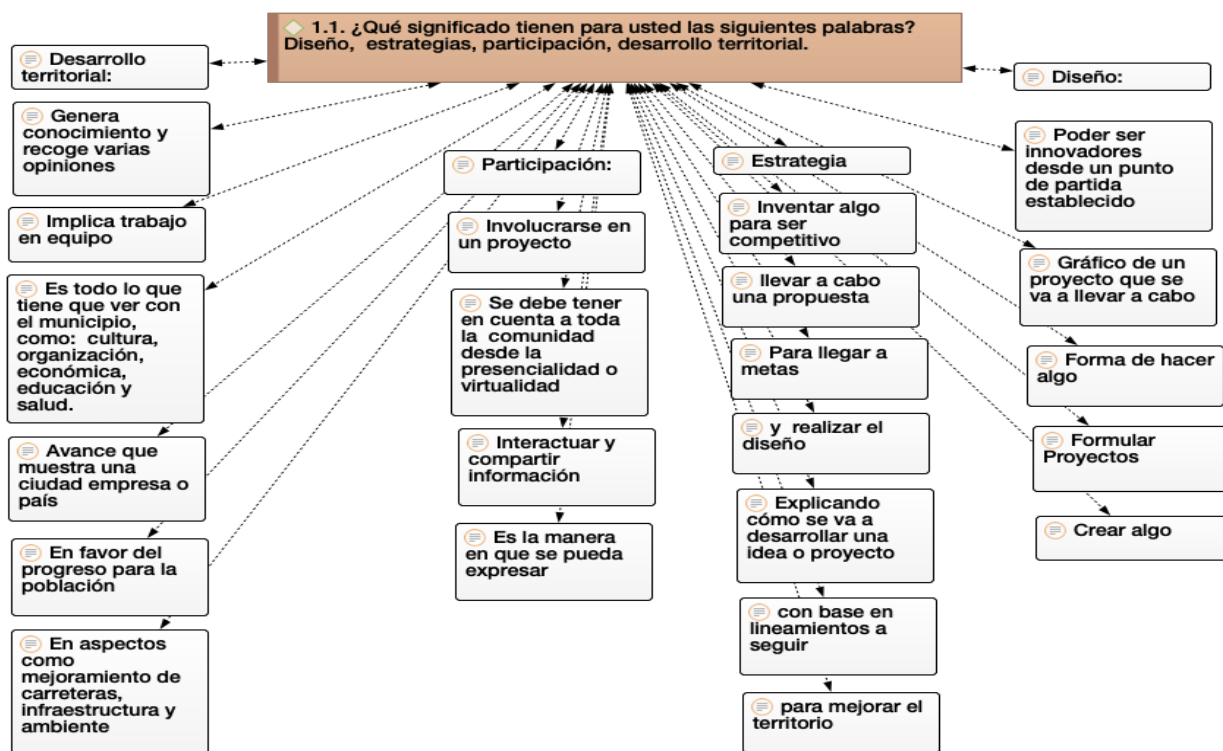 1.1. ¿Qué significado tienen para usted las siguientes palabras?
Diseño,  estrategias, participación, desarrollo territorial.
Desarrollo
territorial:
Genera
conocimiento y
recoge varias
opiniones
Implica trabajo
en equipo
Es todo lo que
tiene que ver con
el municipio,
como:  cultura,
organización,
económica,
educación y
salud.
Avance que
muestra una
ciudad empresa o
país
En favor del
progreso para la
población
En aspectos
como
mejoramiento de
carreteras,
infraestructura y
ambiente
Participación:
Involucrarse en
un proyecto
Se debe tener
en cuenta a toda
la  comunidad
desde la
presencialidad o
virtualidad
Interactuar y
compartir
información
Es la manera
en que se pueda
expresar
Estrategia
Inventar algo
para ser
competitivo
llevar a cabo
una propuesta
Para llegar a
metas
y  realizar el
diseño
Explicando
cómo se va a
desarrollar una
idea o proyecto
con base en
lineamientos a
seguir
para mejorar el
territorio
Diseño:
Poder ser
innovadores
desde un punto
de partida
establecido
Gráfico de un
proyecto que se
va a llevar a cabo
Forma de hacer
algo
Formular
Proyectos
Crear algo